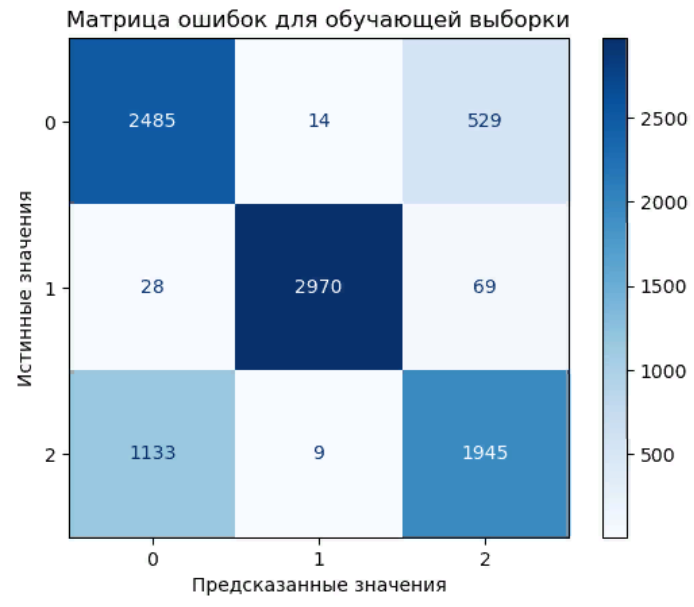 Матрица ошибок для обучающей выборки
0 2485 14 529
1 28 2970 69
2 1133 9 1945
0 1 2
Предсказанные значения
Истинные значения
2500
2000
1500
1000
500